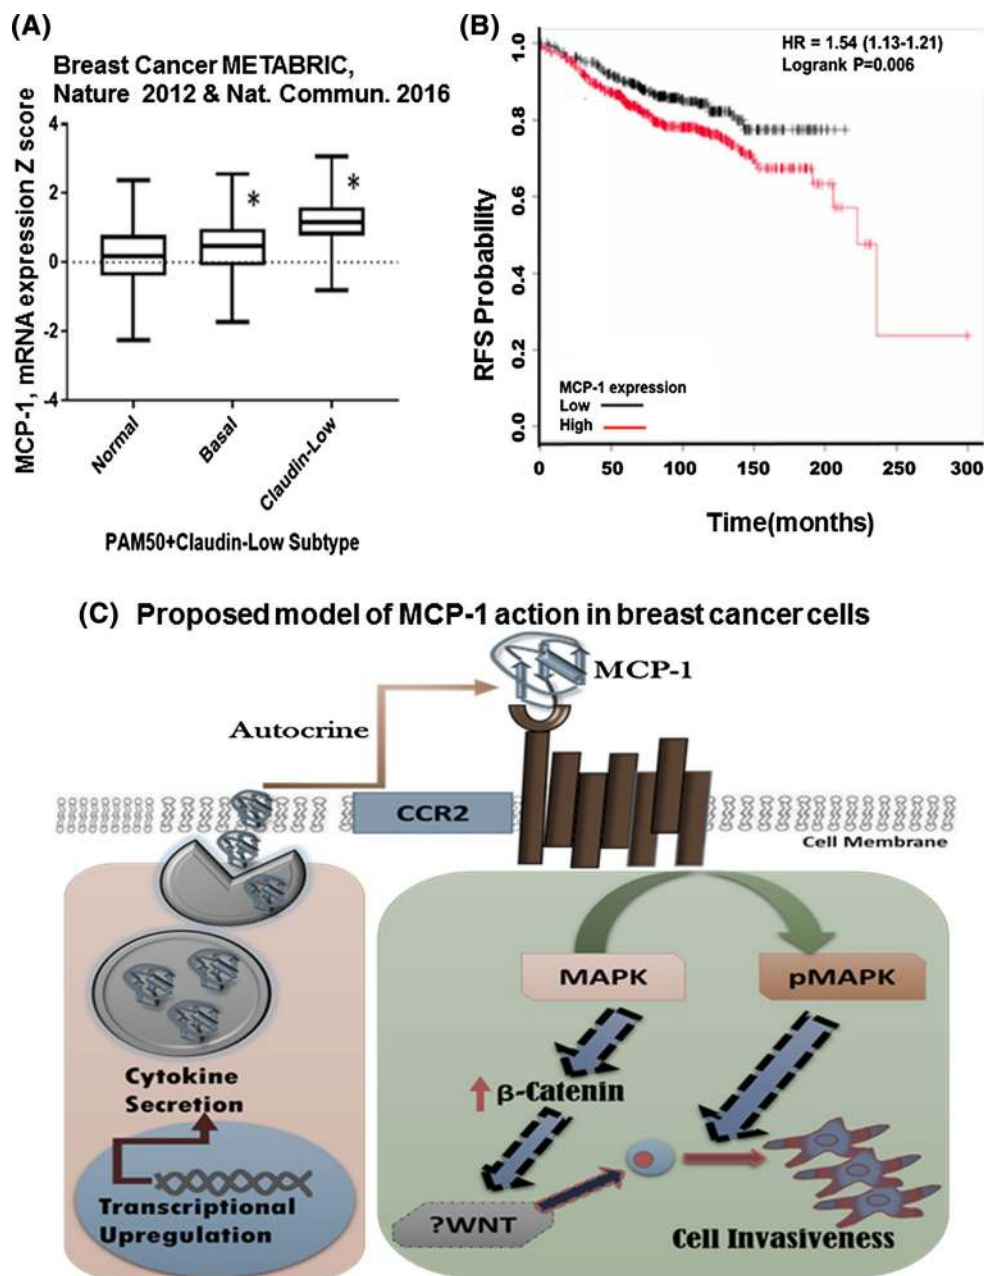 (A)
Breast Cancer METABRIC,
Nature 2012 & Nat. Commun. 2016
MCP-1, mRNA expression Z score
4
2
0
-2
-4
*
*
Normal
Basal
Claudin-Low
PAM50+Claudin-Low Subtype
(B)
HR = 1.54 (1.13-1.21)
Logrank P=0.006
RFS Probability
1.0
0.8
0.6
0.4
0.2
0.0
MCP-1 expression
Low
High
0 50 100 150 200 250 300
Time(months)
(C) Proposed model of MCP-1 action in breast cancer cells
MCP-1
Autocrine
CCR2
Cell Membrane
MAPK
pMAPK
Cytokine
Secretion
β-Catenin
Transcriptional
Upregulation
?WNT
Cell Invasiveness